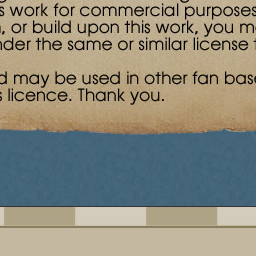 s work for commercial purposes
, or build upon this work, you m
nder the same or similar license
d may be used in other fan bas
s licence. Thank you.